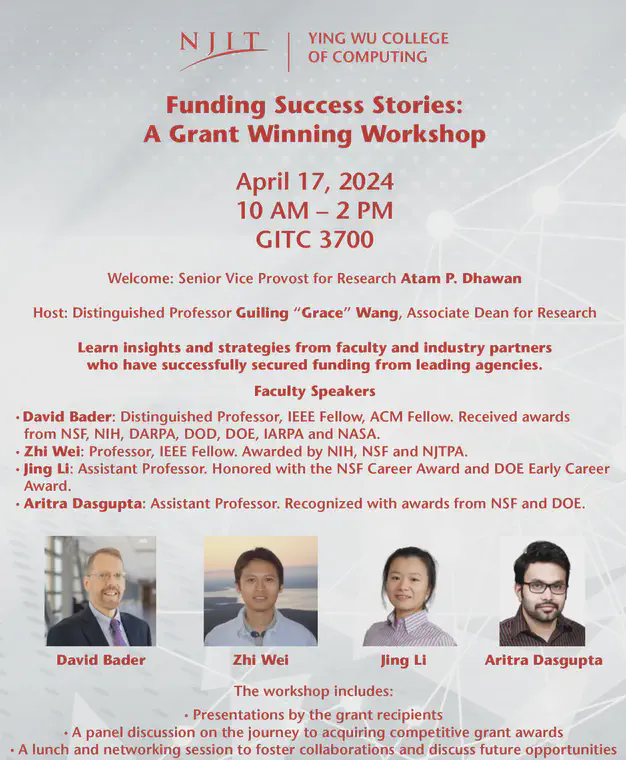 NJIT
YING WU COLLEGE
OF COMPUTING
Funding Success Stories:
A Grant Winning Workshop
April 17, 2024
10 AM – 2 PM
GITC 3700
Welcome: Senior Vice Provost for Research Atam P. Dhawan
Host: Distinguished Professor Guiling “Grace” Wang, Associate Dean for Research
Learn insights and strategies from faculty and industry partners
who have successfully secured funding from leading agencies.
Faculty Speakers
• David Bader: Distinguished Professor, IEEE Fellow, ACM Fellow. Received awards
from NSF, NIH, DARPA, DOD, DOE, IARPA and NASA.
• Zhi Wei: Professor, IEEE Fellow. Awarded by NIH, NSF and NJTPA.
• Jing Li: Assistant Professor. Honored with the NSF Career Award and DOE Early Career
Award.
• Aritra Dasgupta: Assistant Professor. Recognized with awards from NSF and DOE.
David Bader
Zhi Wei
Jing Li
Aritra Dasgupta
The workshop includes:
• Presentations by the grant recipients
• A panel discussion on the journey to acquiring competitive grant awards
• A lunch and networking session to foster collaborations and discuss future opportunities